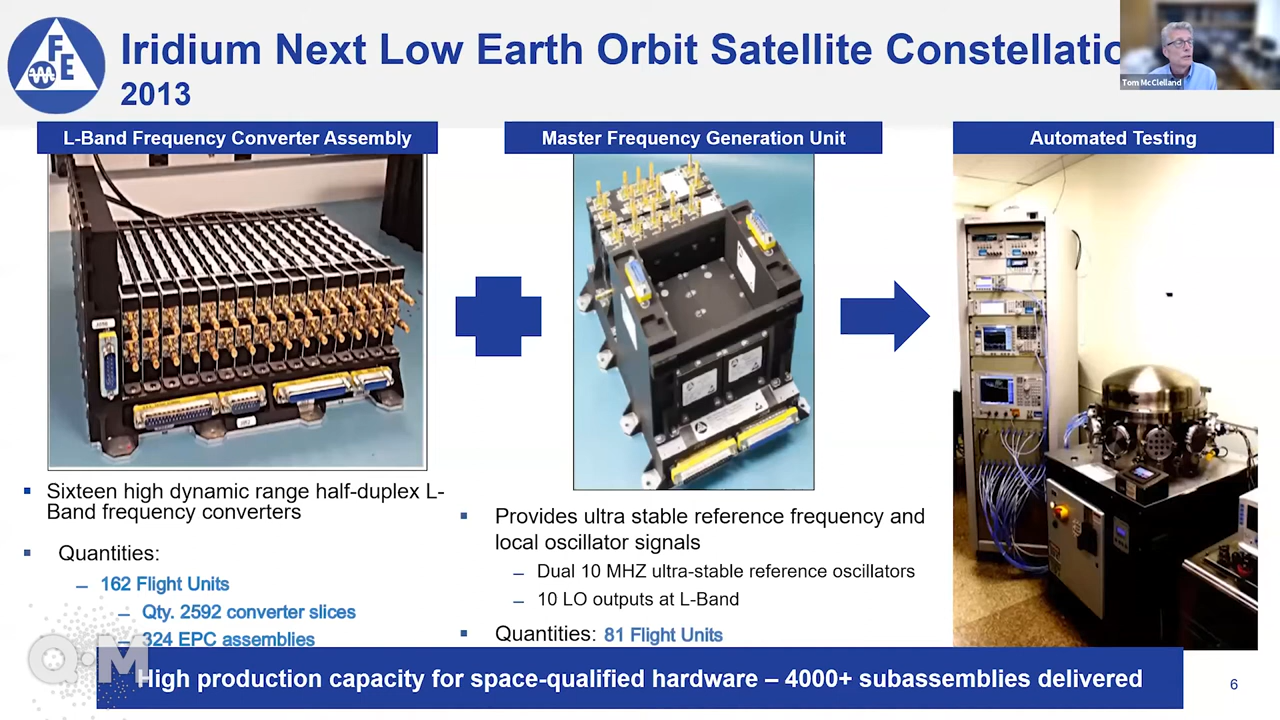 FE
Iridium Next Low Earth Orbit Satellite Constellatio
2013
Tom McClelland
L-Band Frequency Converter Assembly
Master Frequency Generation Unit
Automated Testing
▪ Sixteen high dynamic range half-duplex L-
Band frequency converters
▪ Quantities:
– 162 Flight Units
– Qty. 2592 converter slices
– 324 EPC assemblies
▪ Provides ultra stable reference frequency and
local oscillator signals
– Dual 10 MHZ ultra-stable reference oscillators
– 10 LO outputs at L-Band
▪ Quantities: 81 Flight Units
QM
High production capacity for space-qualified hardware – 4000+ subassemblies delivered
6